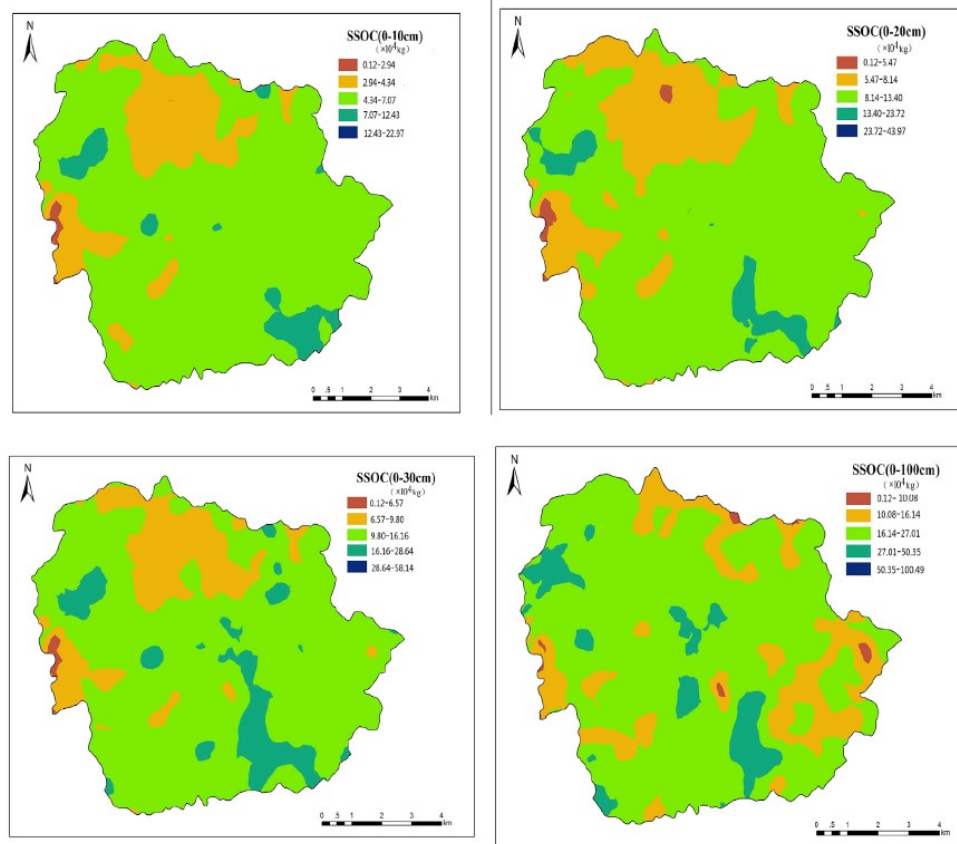 N
SSOC(0-10cm)
(×10⁴kg)
0.12-2.94
2.94-4.34
4.34-7.07
7.07-12.43
12.43-22.97
0 .5 1 2 3 4
km
N
SSOC(0-20cm)
(×10⁴kg)
0.12-5.47
5.47-8.14
8.14-13.40
13.40-23.72
23.72-43.97
0 .5 1 2 3 4
km
N
SSOC(0-30cm)
(×10⁴kg)
0.12-6.57
6.57-9.80
9.80-16.16
16.16-28.64
28.64-58.14
0 .5 1 2 3 4
km
N
SSOC(0-100cm)
(×10⁴kg)
0.12-10.08
10.08-16.14
16.14-27.01
27.01-50.35
50.35-100.49
0 .5 1 2 3 4
km